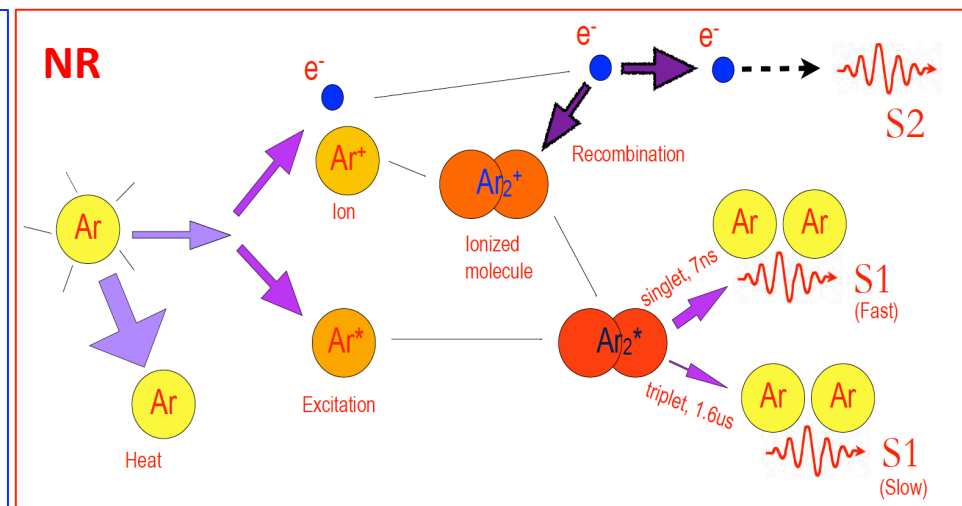 NR
e-
e-
e-
S2
Ar+
Ion
Recombination
Ar2+
Ionized
molecule
Ar
Ar
Ar
singlet, 7ns
S1
(Fast)
Ar*
Excitation
Ar2*
triplet, 1.6us
Ar
Ar
Ar
Heat
S1
(Slow)